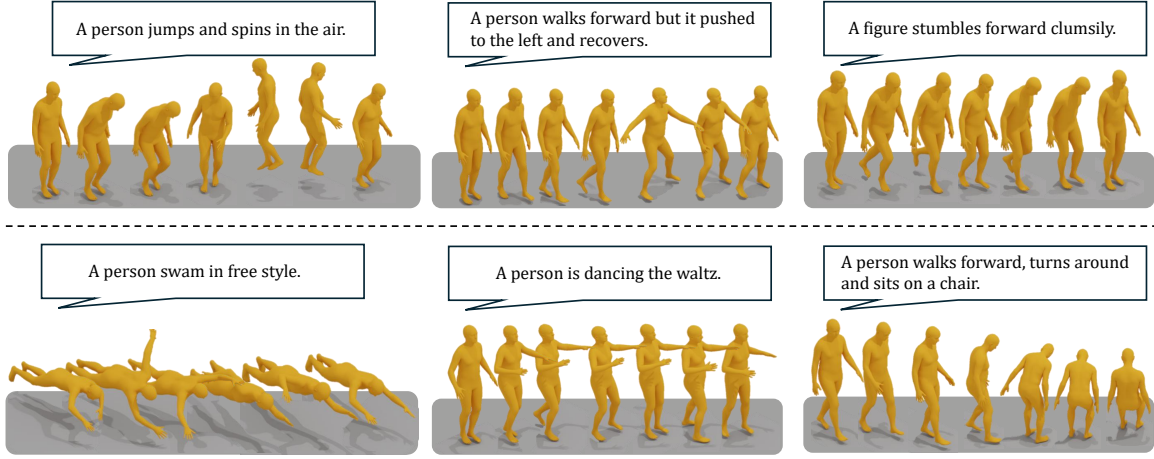 A person jumps and spins in the air.
A person walks forward but it pushed
to the left and recovers.
A figure stumbles forward clumsily.
A person swam in free style.
A person is dancing the waltz.
A person walks forward, turns around
and sits on a chair.